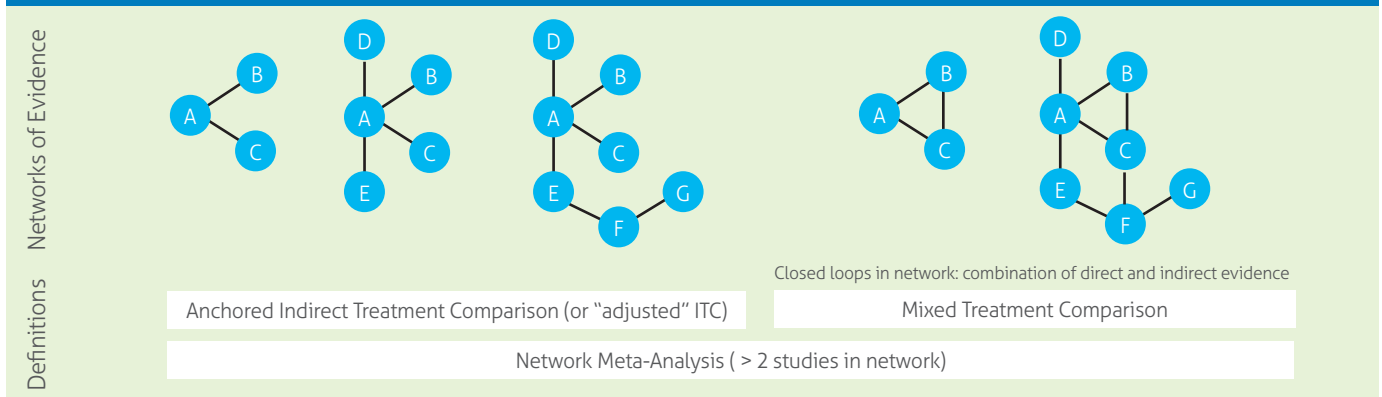 Networks of Evidence
A
B
C
D
A
B
C
E
D
A
B
C
E
F
G
A
B
C
D
A
B
C
E
F
G
Definitions
Closed loops in network: combination of direct and indirect evidence
Anchored Indirect Treatment Comparison (or “adjusted” ITC)
Mixed Treatment Comparison
Network Meta-Analysis ( > 2 studies in network)